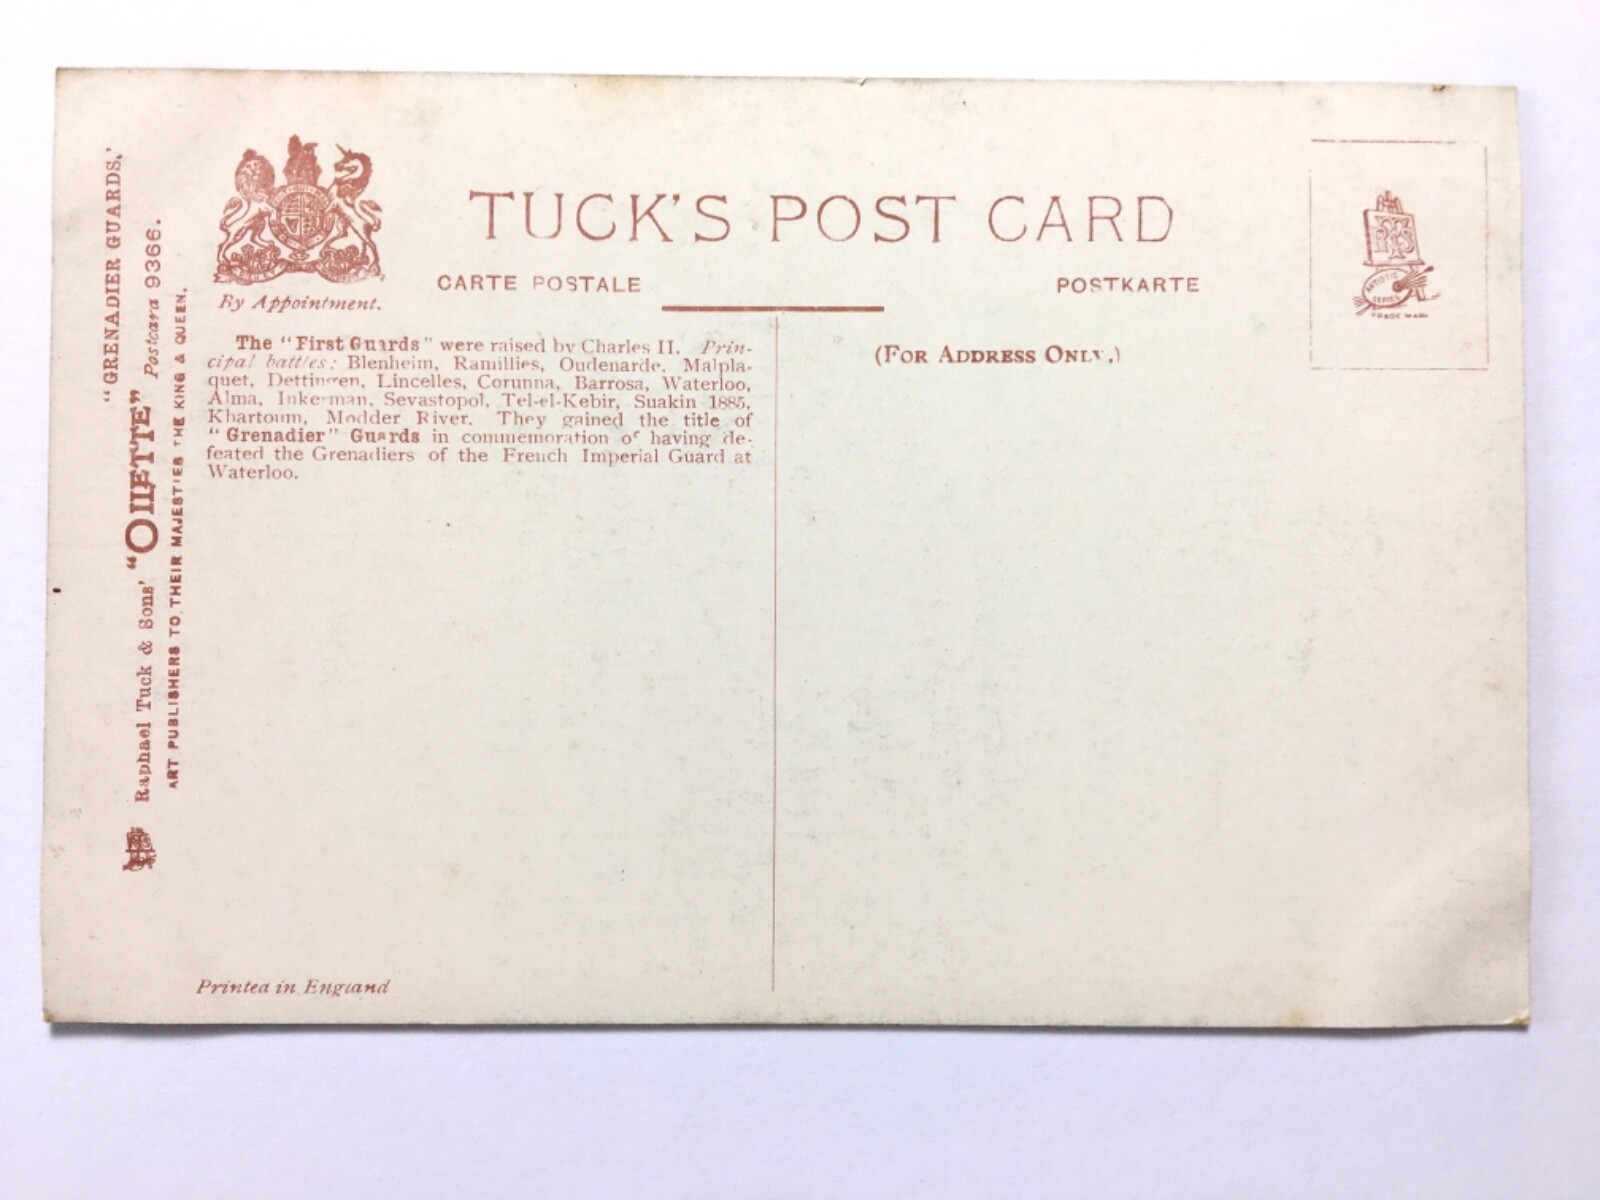 "GRENADIER GUARDS."
Raphael Tuck & Sons' "OILETTE" Postcard 9366.
ART PUBLISHERS TO THEIR MAJESTIES THE KING & QUEEN.
By Appointment.
TUCK'S POST CARD
CARTE POSTALE
POSTKARTE
ARTISTIC
SERIES
TRADE MARK
The "First Guards" were raised by Charles II. Prin-
cipal battles: Blenheim, Ramillies, Oudenarde, Malpla-
quet, Dettingen, Lincelles, Corunna, Barrosa, Waterloo,
Alma, Inkerman, Sevastopol, Tel-el-Kebir, Suakin 1885,
Khartoum, Modder River. They gained the title of
"Grenadier" Guards in commemoration of having de-
feated the Grenadiers of the French Imperial Guard at
Waterloo.
(FOR ADDRESS ONLY.)
Printed in England